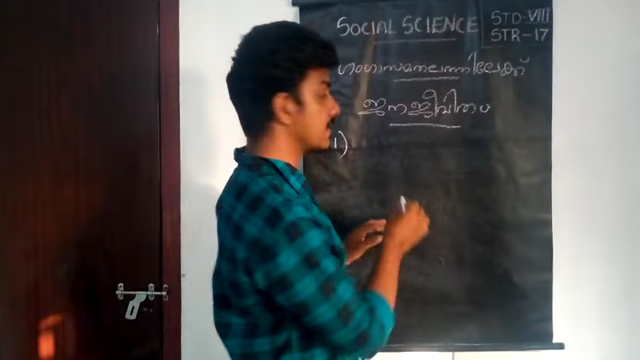 SOCIAL SCIENCE
STD-VIII
STR-17
ഗംഗാസമതലത്തിലേക്ക്
ജനജീവിതം
1)